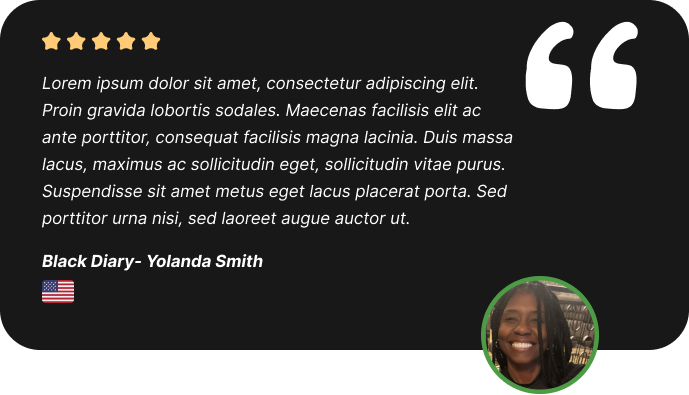 Lorem ipsum dolor sit amet, consectetur adipiscing elit.
Proin gravida lobortis sodales. Maecenas facilisis elit ac
ante porttitor, consequat facilisis magna lacinia. Duis massa
lacus, maximus ac sollicitudin eget, sollicitudin vitae purus.
Suspendisse sit amet metus eget lacus placerat porta. Sed
porttitor urna nisi, sed laoreet augue auctor ut.
Black Diary- Yolanda Smith